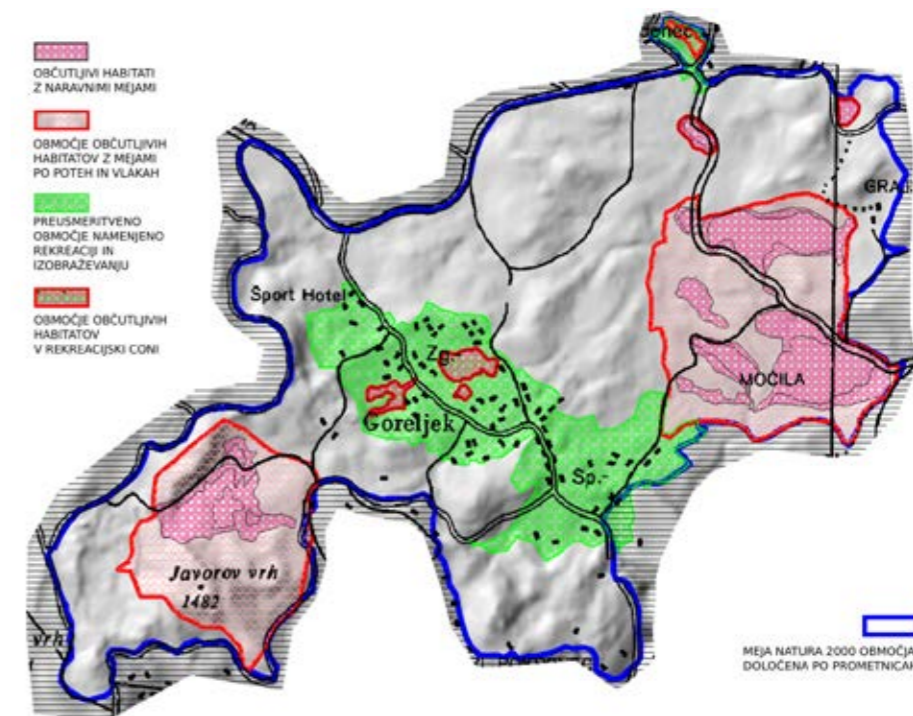 OBČUTLJIVI HABITATI
Z NARAVNIMI MEJAMI
OBMOČJE OBČUTLJIVIH
HABITATOV Z MEJAMI
PO POTEH IN VLAKAH
PREUSMERITVENO
OBMOČJE NAMENJENO
REKREACIJI IN
IZOBRAŽEVANJU
OBMOČJE OBČUTLJIVIH
HABITATOV
V REKREACIJSKI CONI
Šport Hotel
Zg.-
Goreljek
Sp.-
MOČILA
Javorov vrh
1482
vrh
MEJA NATURA 2000 OBMOČJA
DOLOČENA PO